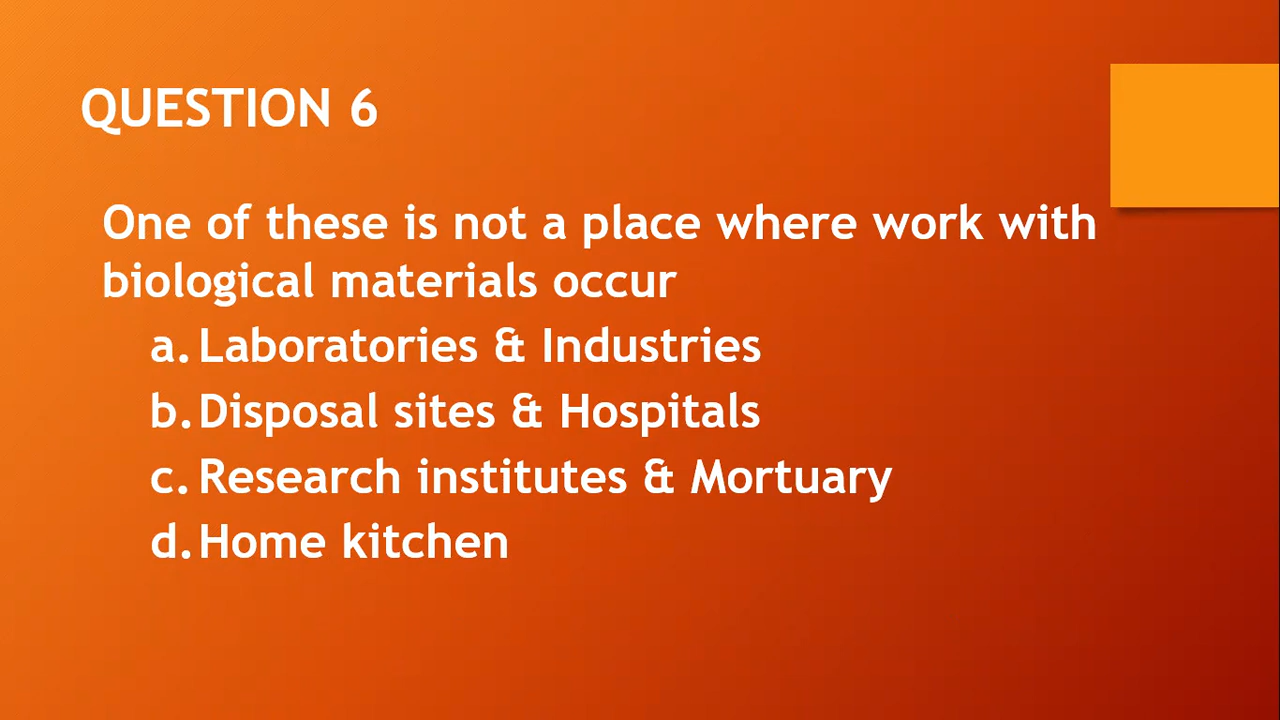 QUESTION 6
One of these is not a place where work with
biological materials occur
a. Laboratories & Industries
b. Disposal sites & Hospitals
c. Research institutes & Mortuary
d. Home kitchen